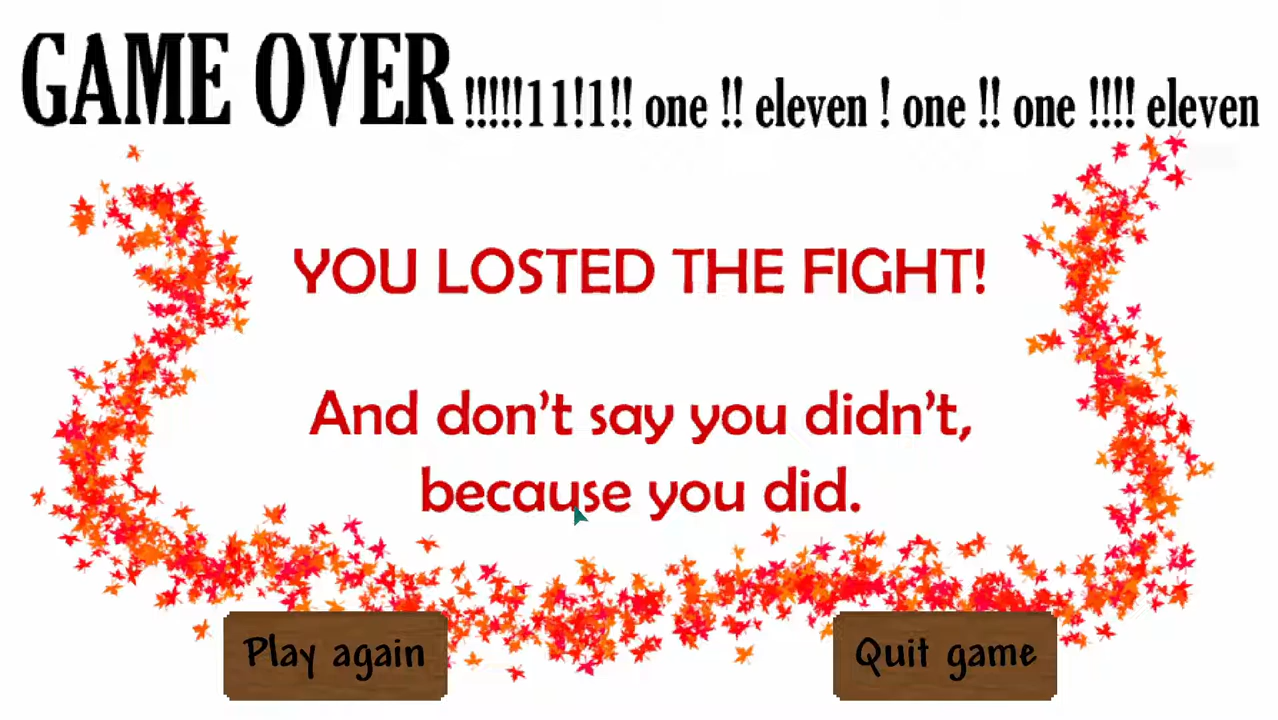 GAME OVER !!!!!11!1!! one !! eleven ! one !! one !!!! eleven
YOU LOSTED THE FIGHT!
And don't say you didn't,
because you did.
Play again
Quit game